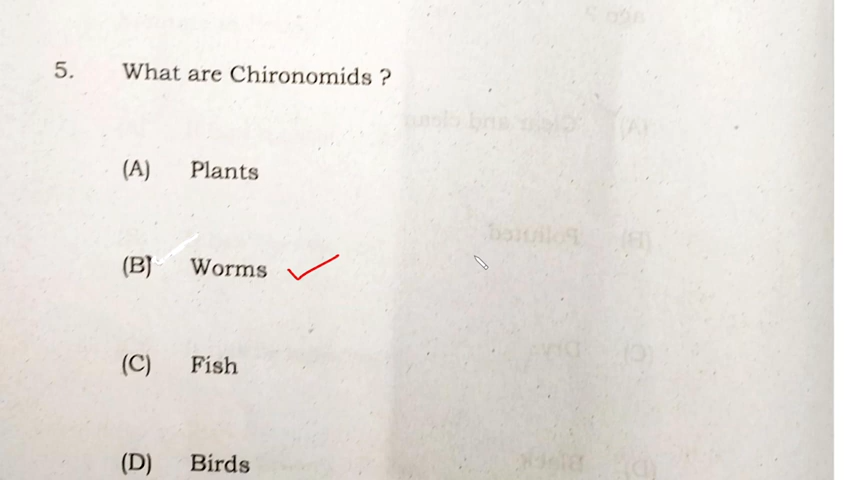 5. What are Chironomids ?
(A) Plants
(B) Worms
(C) Fish
(D) Birds